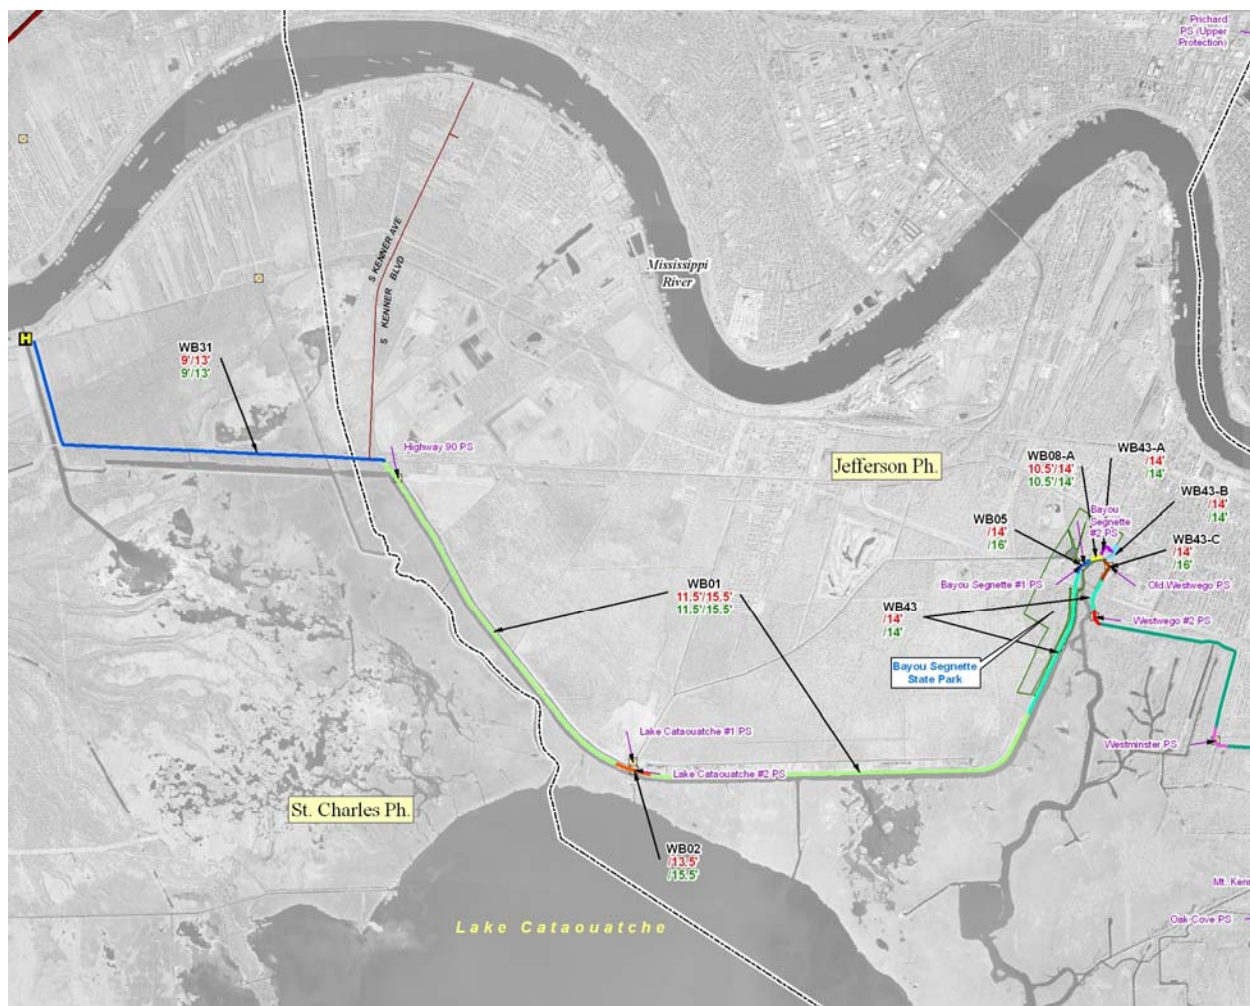 Prichard
PS (Upper
Protection)
S KENNER AVE
S KENNER BLVD
Mississippi
River
H
WB31
9'/13'
9'/13'
Highway 90 PS
Jefferson Ph.
WB08-A
10.5'/14'
10.5'/14'
WB43-A
/14'
/14'
WB43-B
/14'
/14'
Bayou
Segnette
#2 PS
WB05
/14'
/16'
WB43-C
/14'
/16'
Bayou Segnette #1 PS
Old Westwego PS
WB01
11.5'/15.5'
11.5'/15.5'
WB43
/14'
/14'
Westwego #2 PS
Bayou Segnette
State Park
Lake Cataouatche #1 PS
Westminster PS
Lake Cataouatche #2 PS
St. Charles Ph.
WB02
/13.5'
/15.5'
Mt. Kenn
Oak Cove PS
Lake Cataouatche